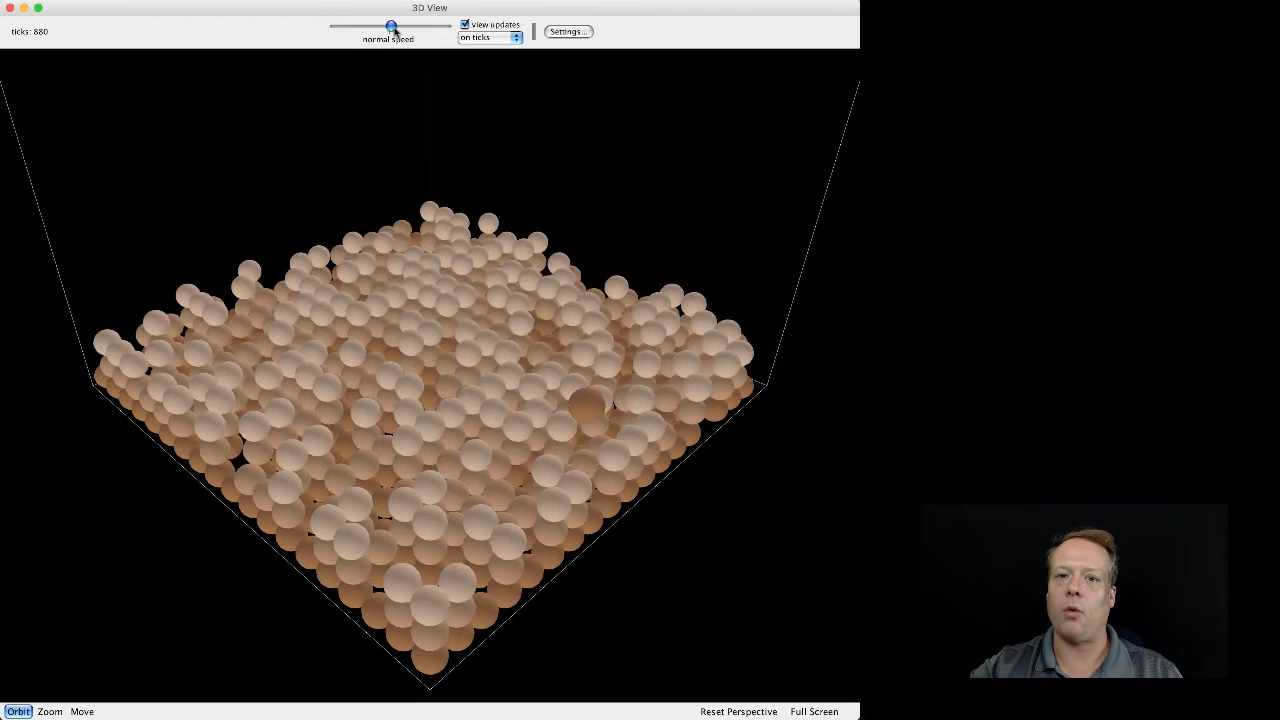 3D View
ticks: 880
normal speed
view updates
on ticks
Settings...
Orbit Zoom Move
Reset Perspective Full Screen